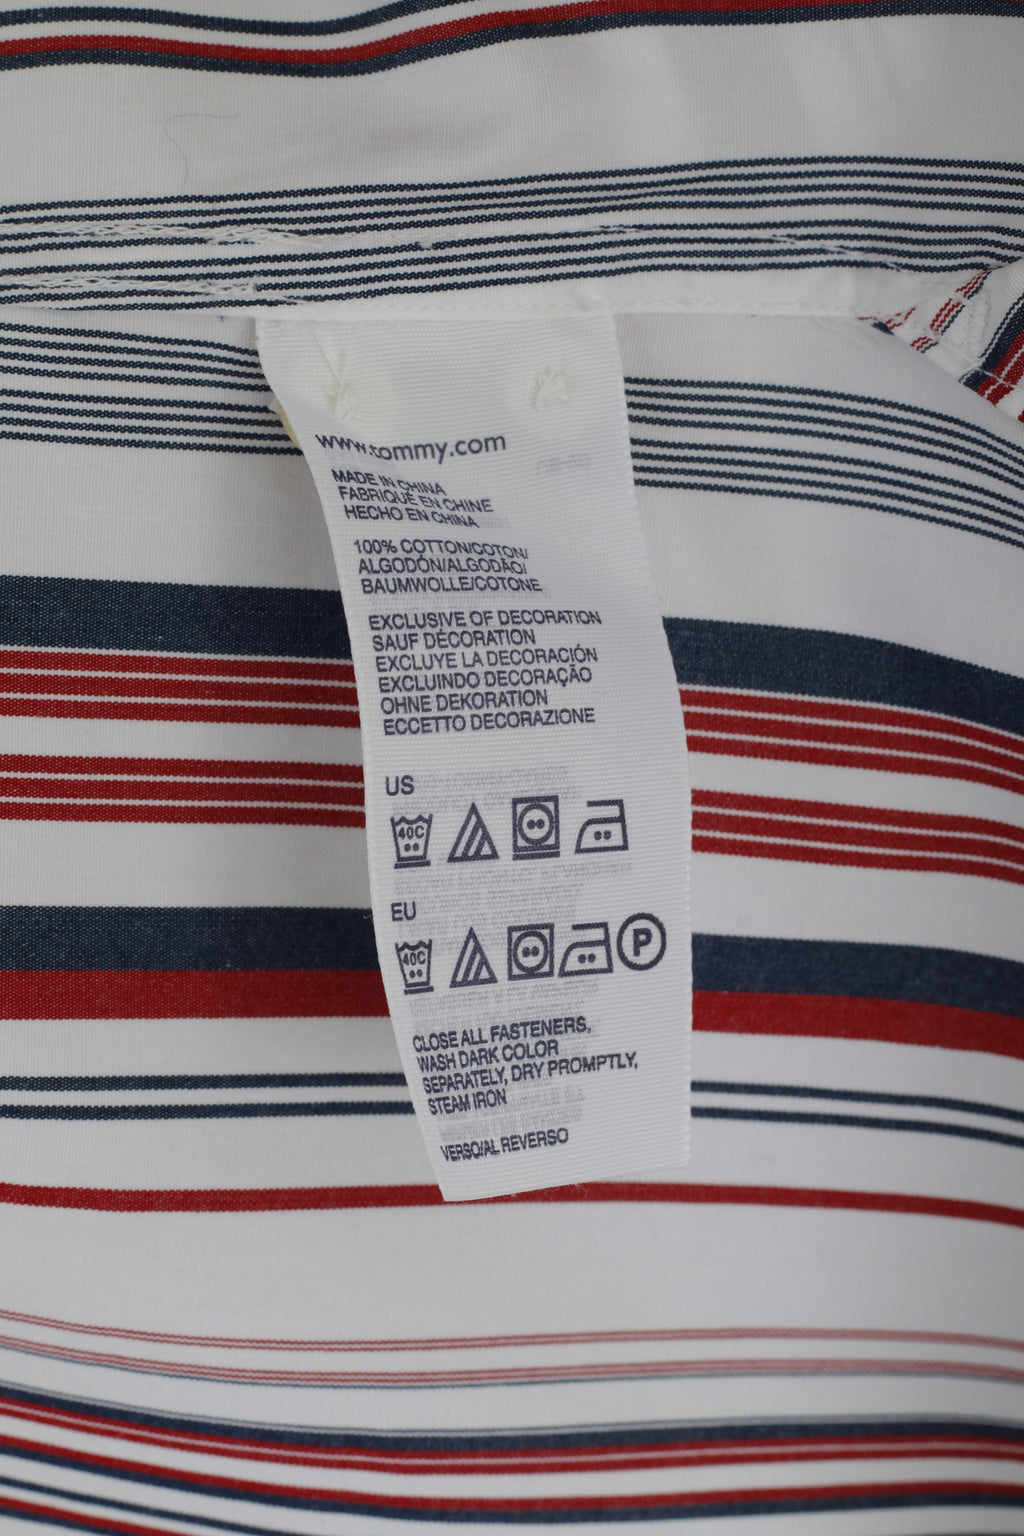 www.tommy.com
MADE IN CHINA
FABRIQUÉ EN CHINE
HECHO EN CHINA
100% COTTON/COTON/
ALGODÓN/ALGODÃO/
BAUMWOLLE/COTONE
EXCLUSIVE OF DECORATION
SAUF DÉCORATION
EXCLUYE LA DECORACIÓN
EXCLUINDO DECORAÇÃO
OHNE DEKORATION
ECCETTO DECORAZIONE
US
40C
EU
40C P
CLOSE ALL FASTENERS,
WASH DARK COLOR
SEPARATELY, DRY PROMPTLY,
STEAM IRON
VERSO/AL REVERSO